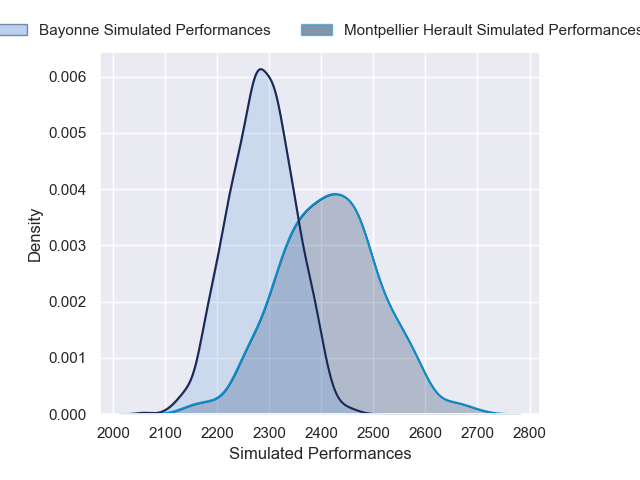 Bayonne Simulated Performances
Montpellier Herault Simulated Performances
0.006
0.005
0.004
0.003
0.002
0.001
0.000
Density
2000 2100 2200 2300 2400 2500 2600 2700 2800
Simulated Performances